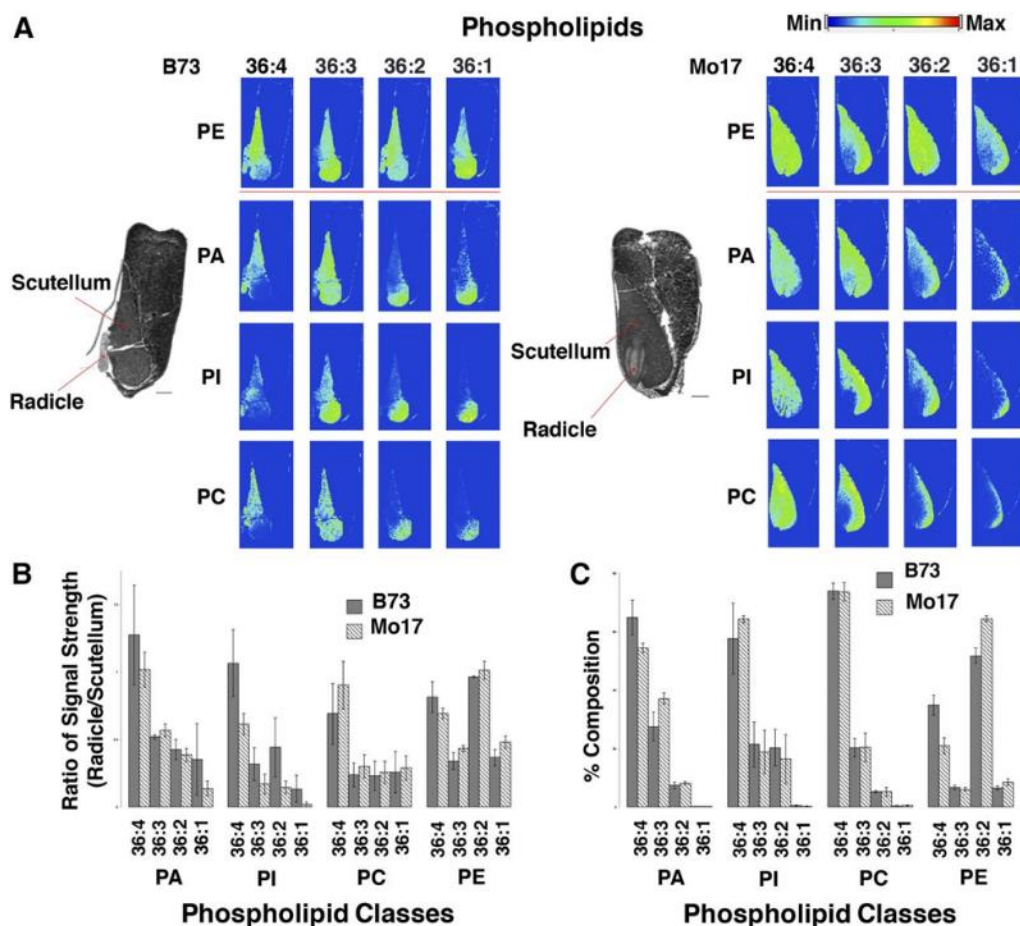 A
Phospholipids
Min Max
B73 36:4 36:3 36:2 36:1
Mo17 36:4 36:3 36:2 36:1
PE
PE
PA
PA
Scutellum
Scutellum
Radicle
Radicle
PI
PI
PC
PC
B
Ratio of Signal Strength
(Radicle/Scutellum)
B73
Mo17
36:4 36:3 36:2 36:1 36:4 36:3 36:2 36:1 36:4 36:3 36:2 36:1 36:4 36:3 36:2 36:1
PA PI PC PE
Phospholipid Classes
C
% Composition
B73
Mo17
36:4 36:3 36:2 36:1 36:4 36:3 36:2 36:1 36:4 36:3 36:2 36:1 36:4 36:3 36:2 36:1
PA PI PC PE
Phospholipid Classes